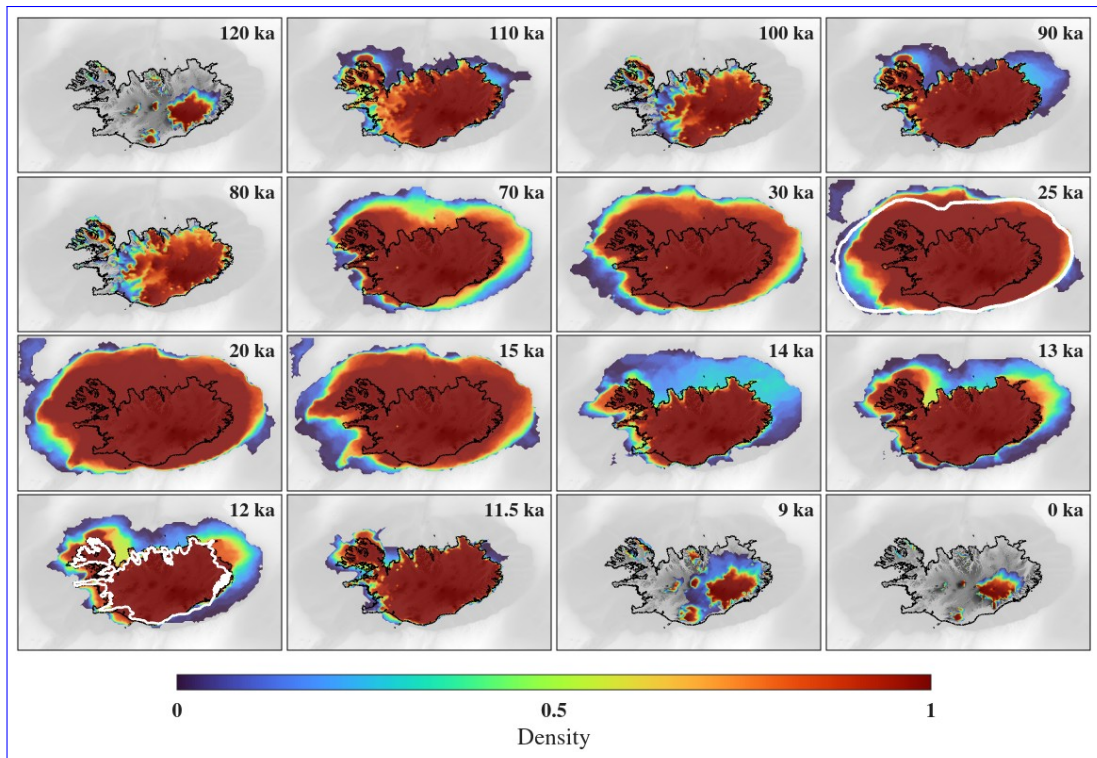 120 ka
110 ka
100 ka
90 ka
80 ka
70 ka
30 ka
25 ka
20 ka
15 ka
14 ka
13 ka
12 ka
11.5 ka
9 ka
0 ka
0
0.5
1
Density